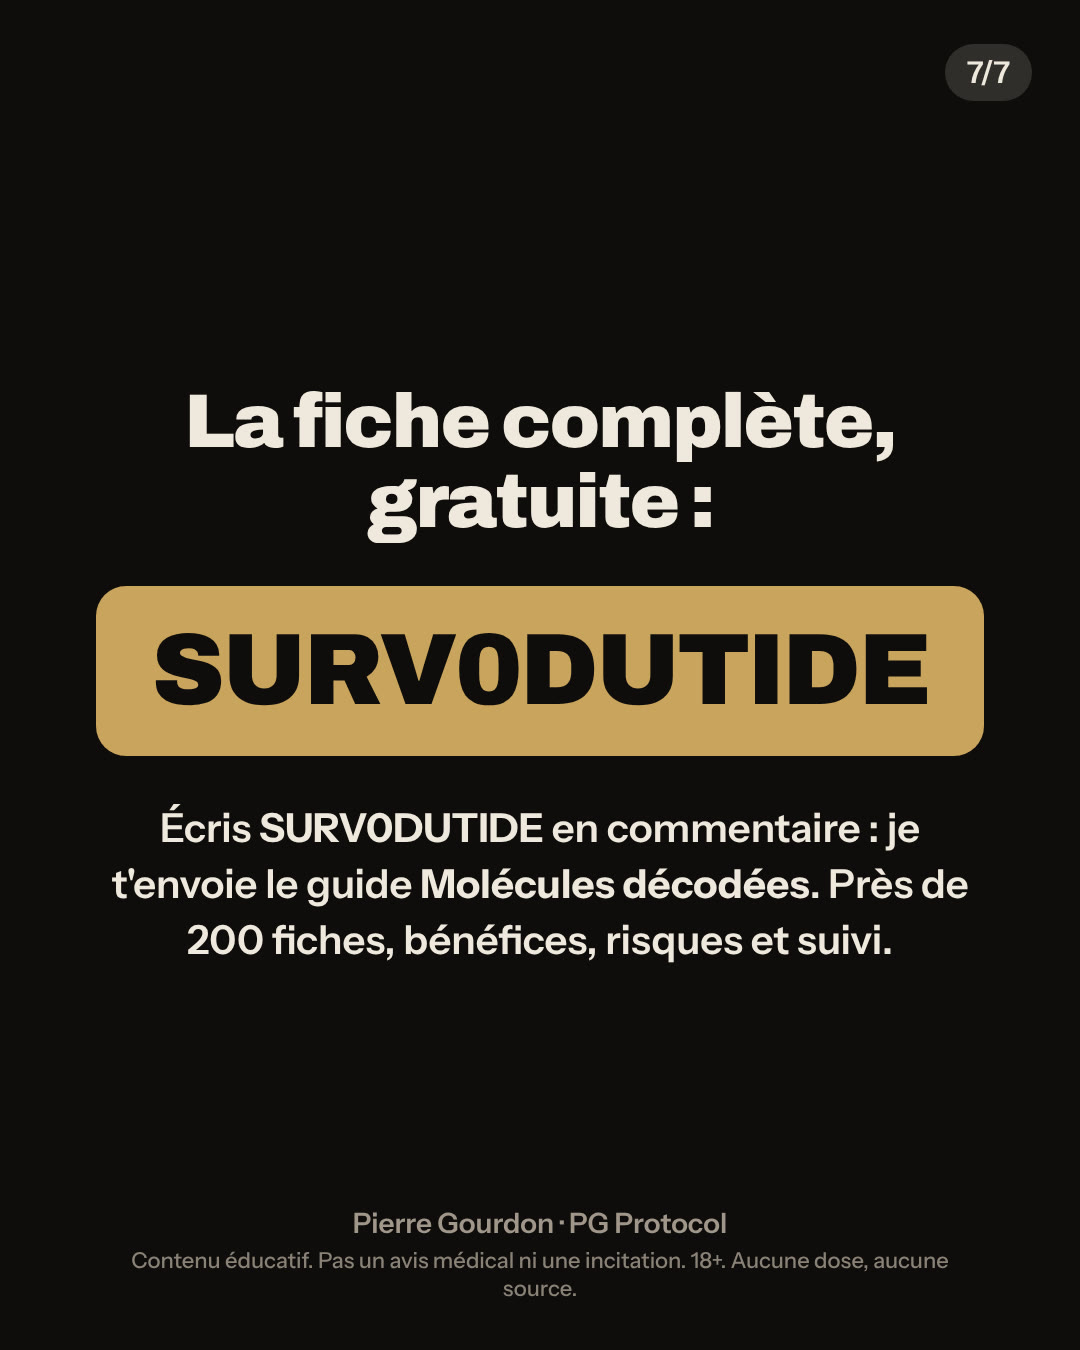 7/7
La fiche complète,
gratuite :
SURV0DUTIDE
Écris SURV0DUTIDE en commentaire : je
t'envoie le guide Molécules décodées. Près de
200 fiches, bénéfices, risques et suivi.
Pierre Gourdon · PG Protocol
Contenu éducatif. Pas un avis médical ni une incitation. 18+. Aucune dose, aucune
source.